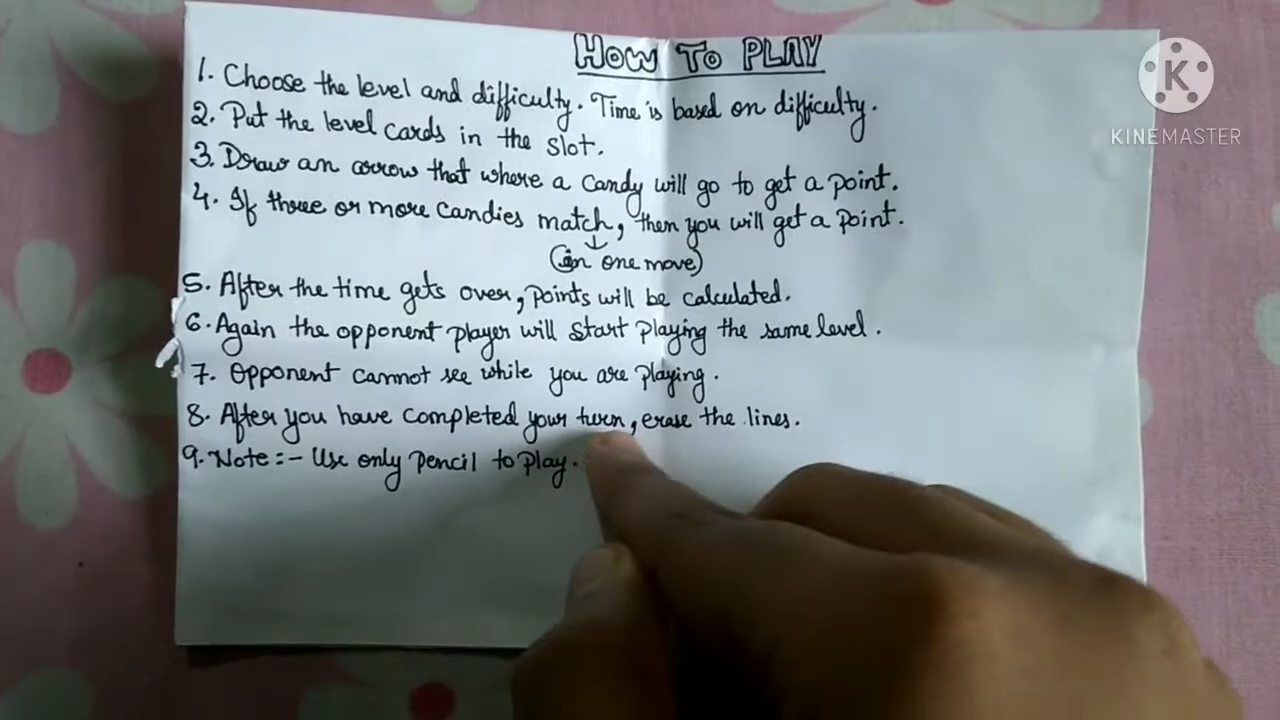 HOW TO PLAY
1. Choose the level and difficulty. Time is based on difficulty.
2. Put the level cards in the slot.
3. Draw an arrow that where a candy will go to get a point.
4. If three or more candies match, then you will get a point.
(in one move)
5. After the time gets over, points will be calculated.
6. Again the opponent player will start playing the same level.
7. Opponent cannot see while you are playing.
8. After you have completed your turn, erase the lines.
9. Note:- Use only pencil to play.
K
KINEMASTER